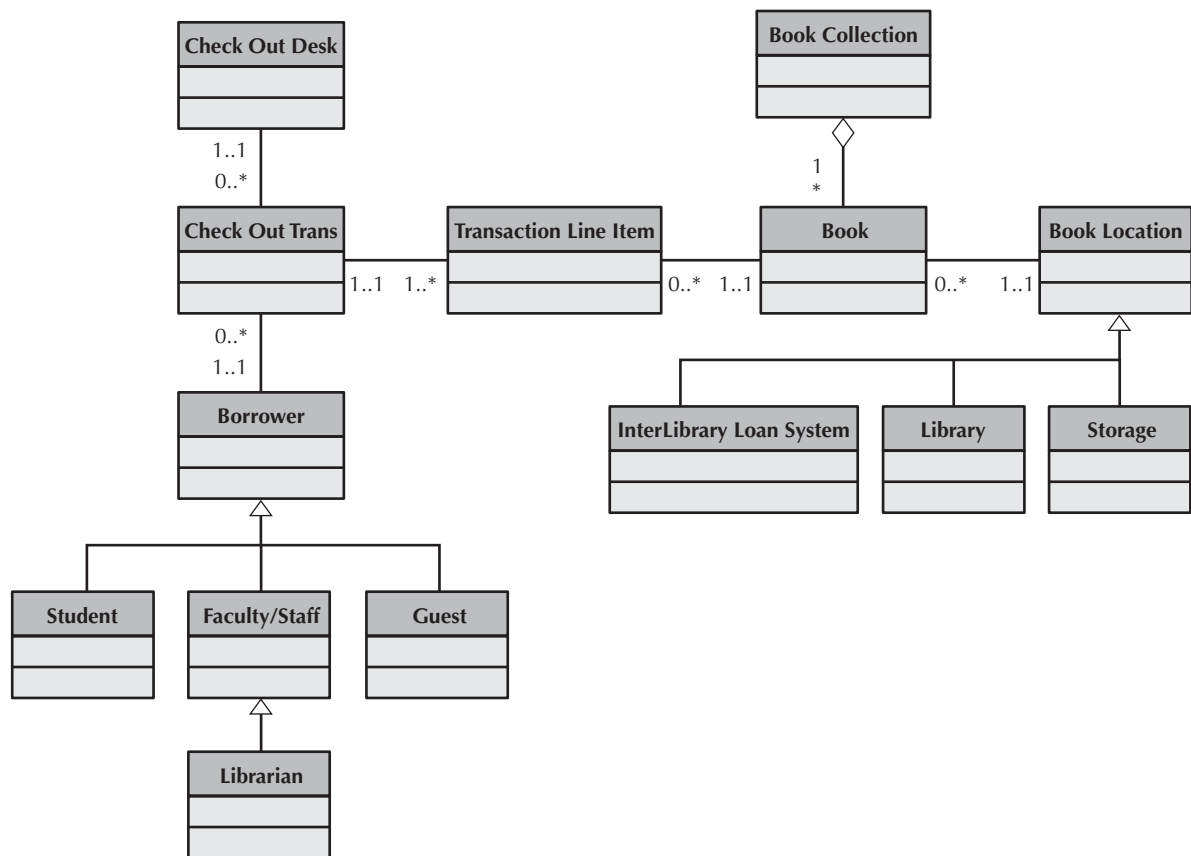 Check Out Desk
Book Collection
1..1
0..*
1
*
Check Out Trans
Transaction Line Item
Book
Book Location
1..1
1..*
0..*
1..1
0..*
1..1
0..*
1..1
Borrower
InterLibrary Loan System
Library
Storage
Student
Faculty/Staff
Guest
Librarian